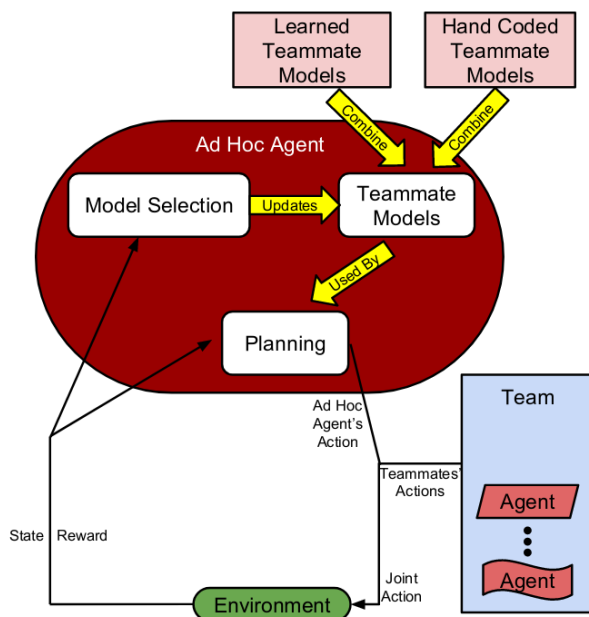 Learned
Teammate
Models
Hand Coded
Teammate
Models
Combine
Combine
Ad Hoc Agent
Model Selection
Updates
Teammate
Models
Used By
Planning
Ad Hoc
Agent's
Action
Team
Teammates'
Actions
Agent
Agent
State
Reward
Joint
Action
Environment